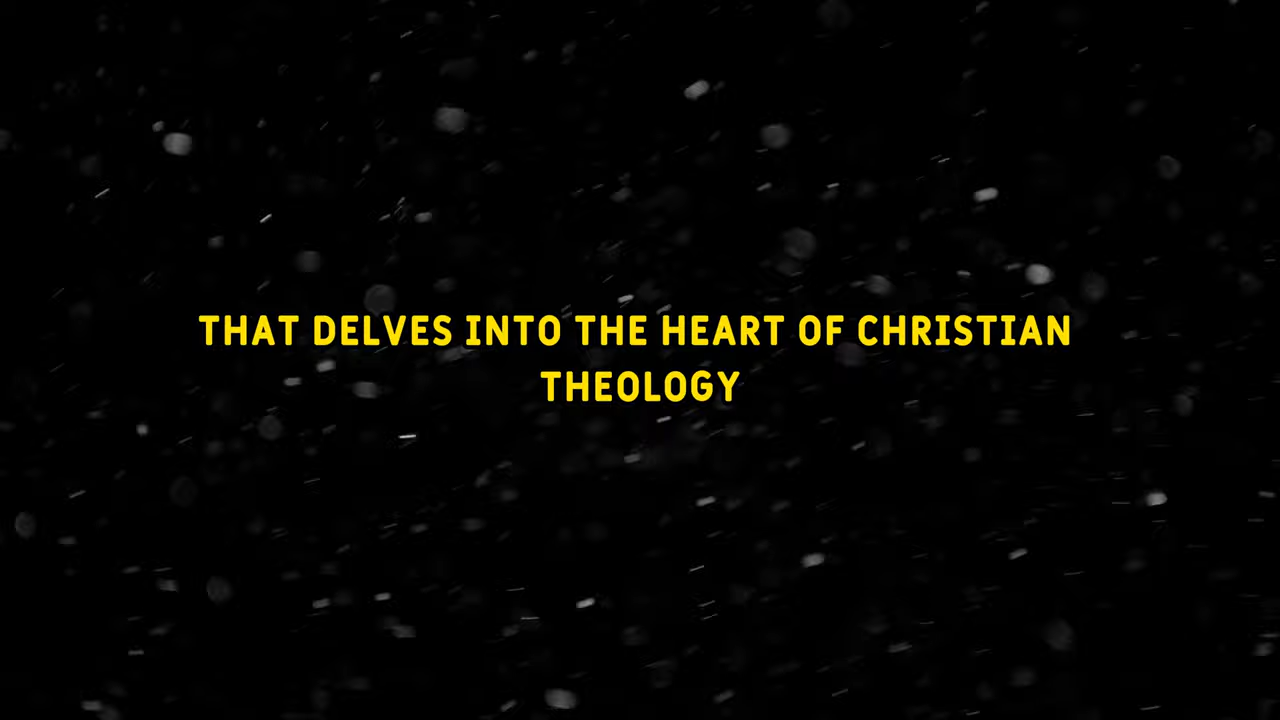 THAT DELVES INTO THE HEART OF CHRISTIAN
THEOLOGY